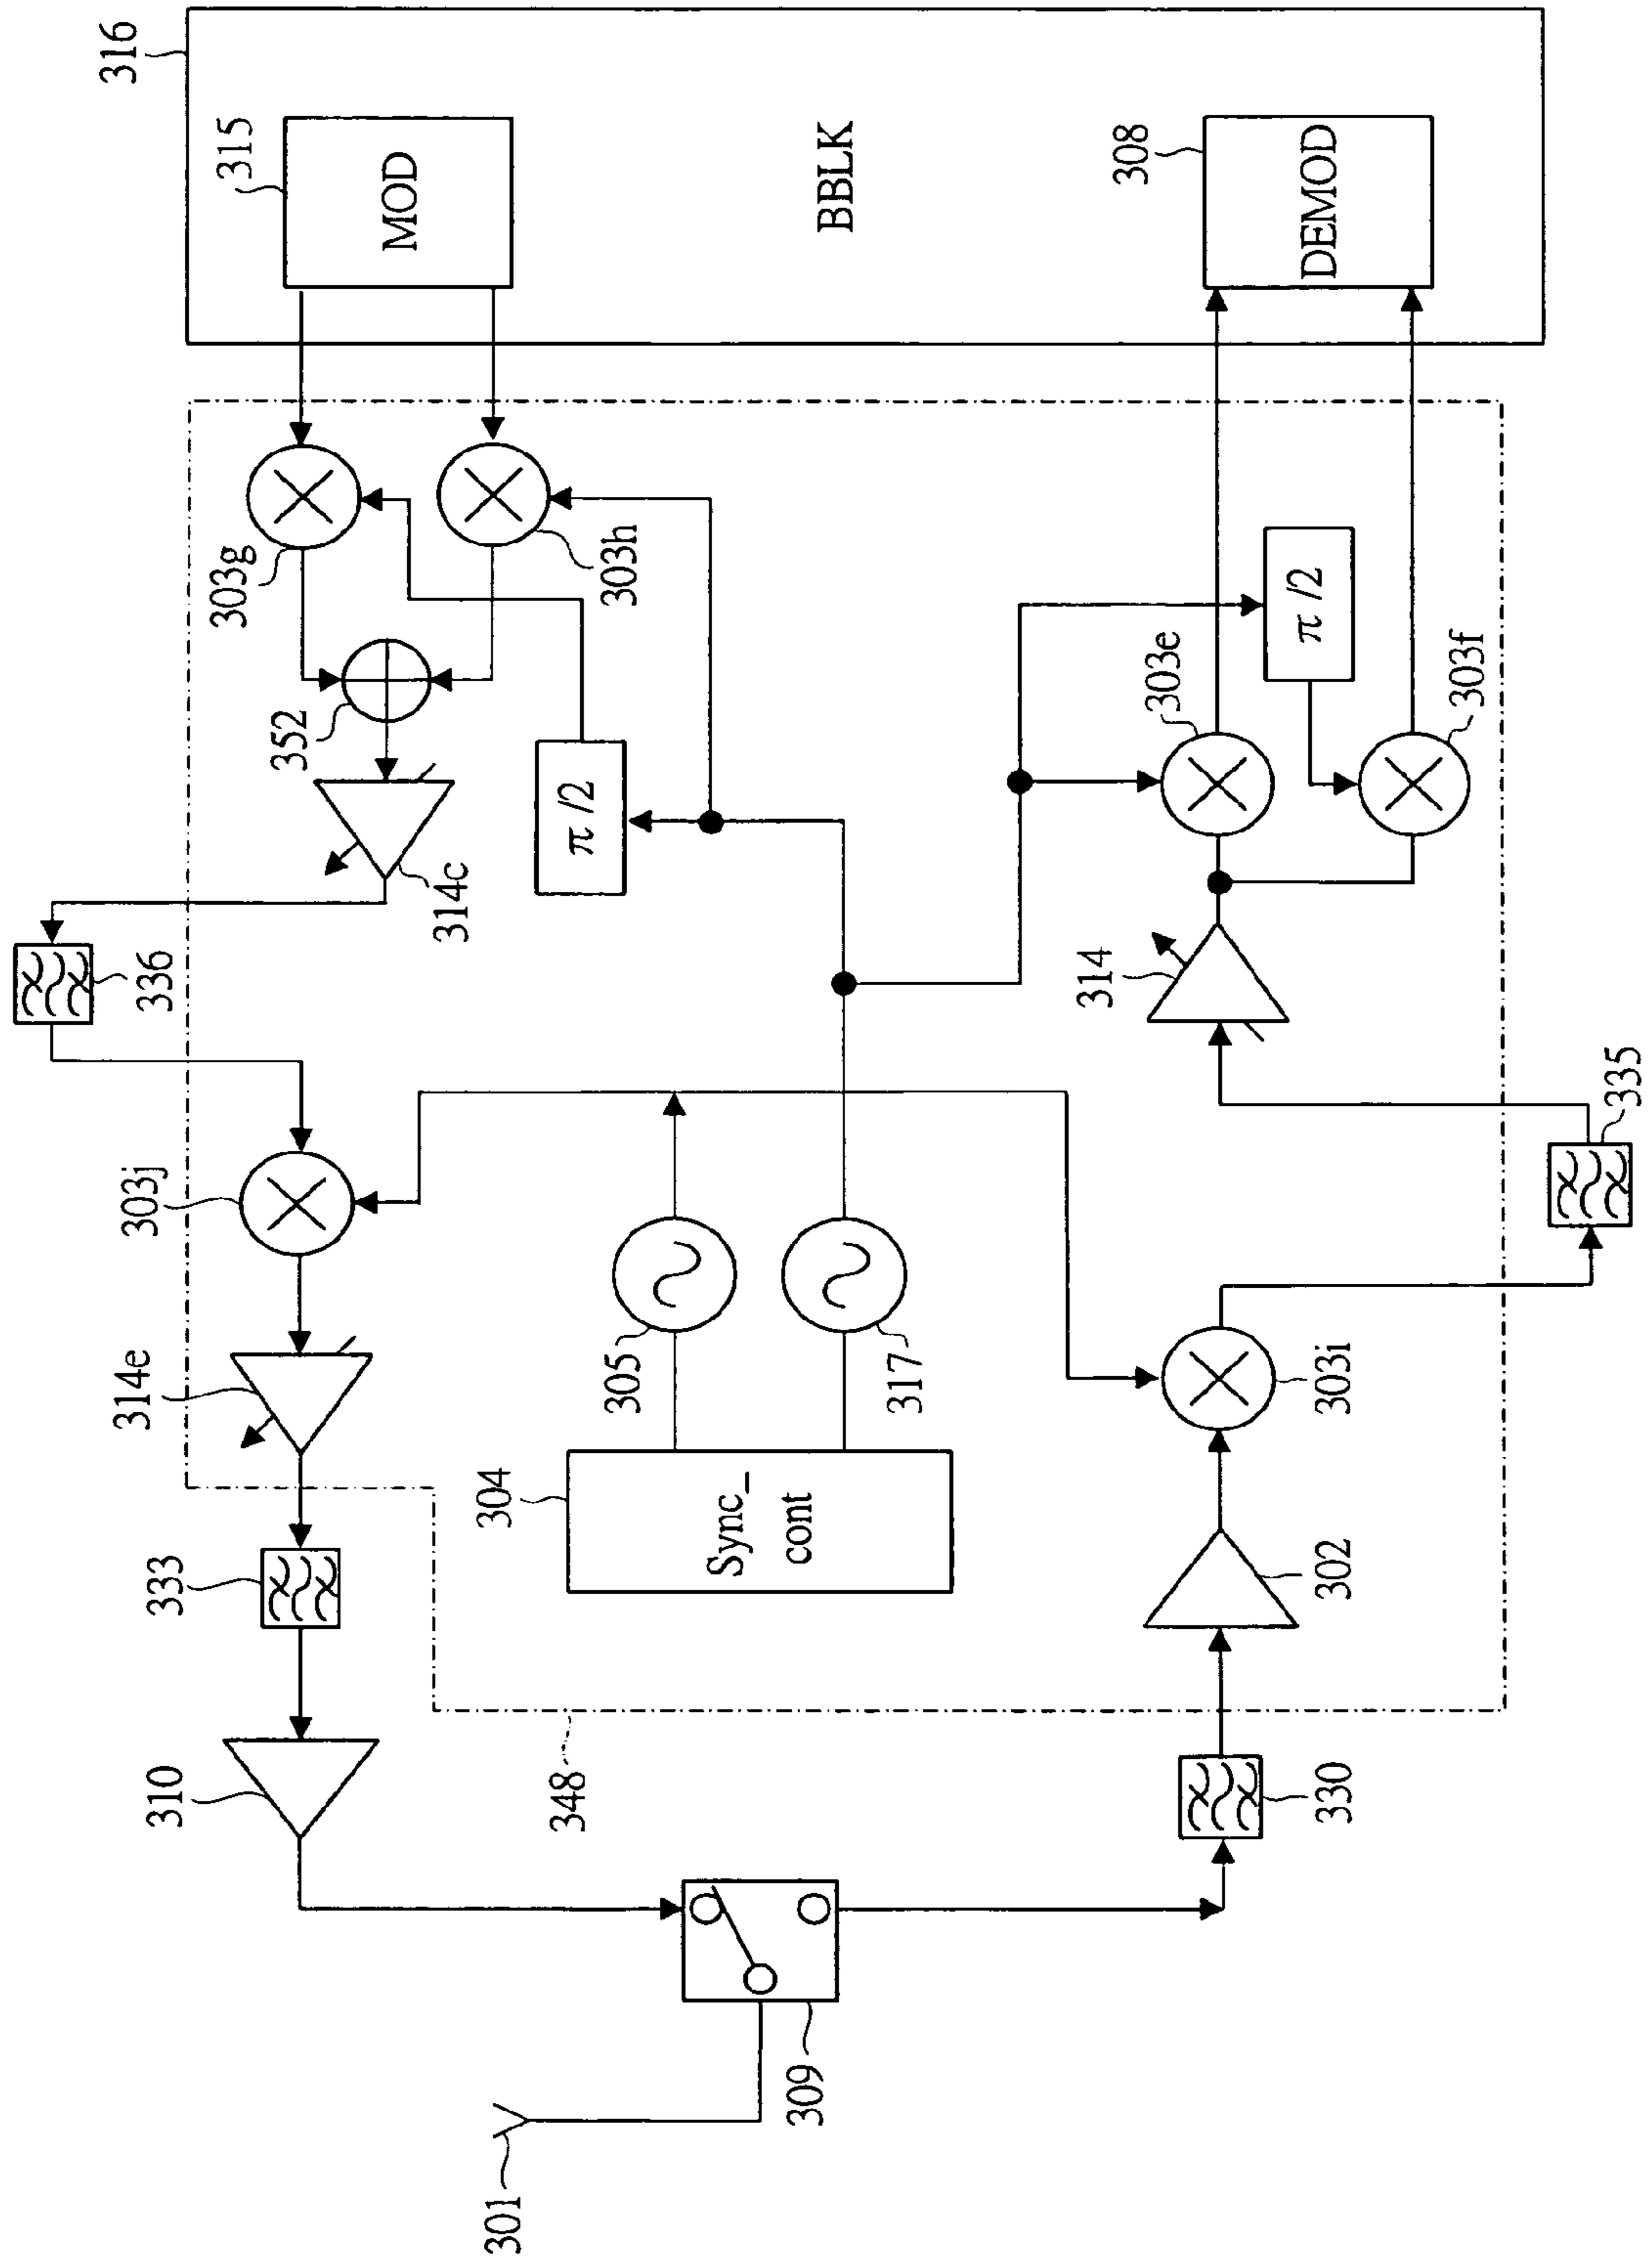 316
315
MOD
BBLK
308
DEMOD
303g
303h
352
π/2
314c
336
303e
π/2
303f
314
335
303j
314e
305
317
304
Sync_
cont
303i
302
333
310
348
330
309
301